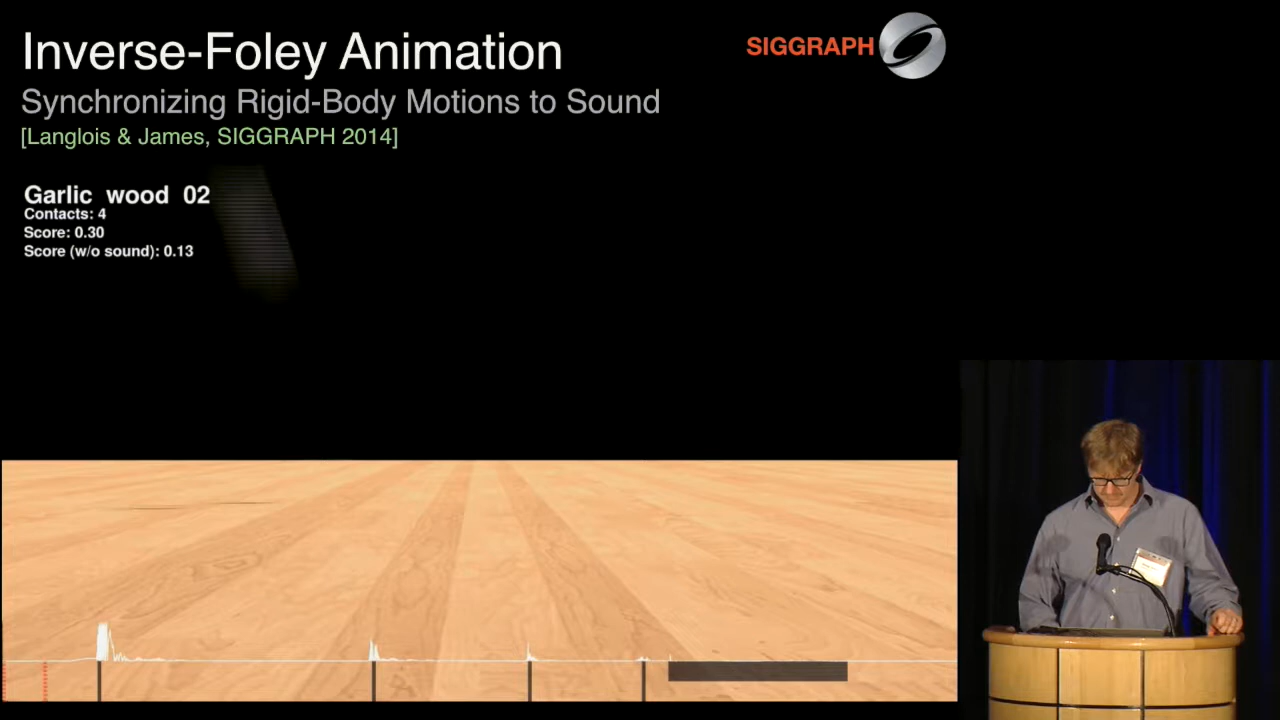 Inverse-Foley Animation
SIGGRAPH
Synchronizing Rigid-Body Motions to Sound
[Langlois & James, SIGGRAPH 2014]
Garlic wood 02
Contacts: 4
Score: 0.30
Score (w/o sound): 0.13